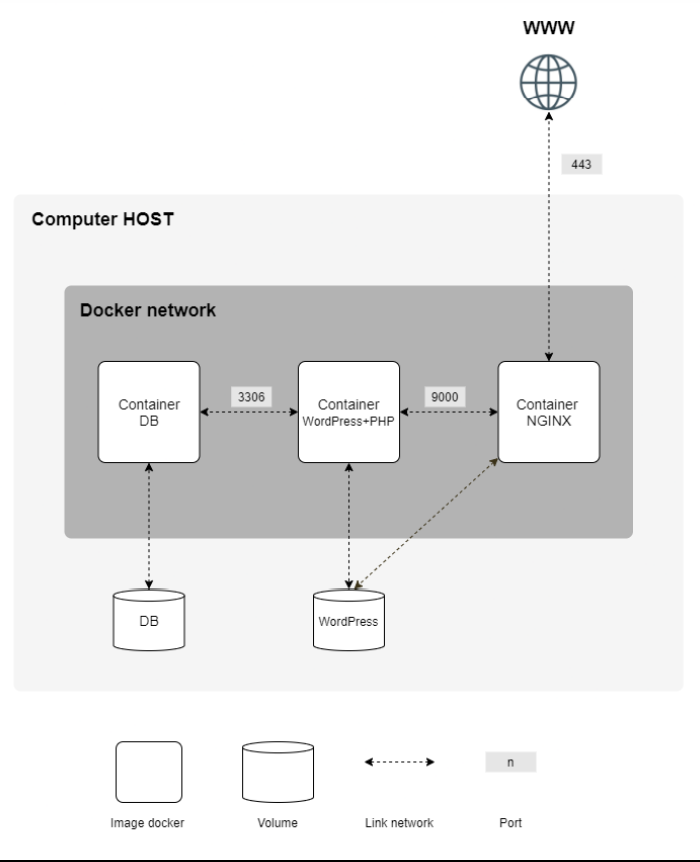 WWW
443
Computer HOST
Docker network
Container
DB
3306
Container
WordPress+PHP
9000
Container
NGINX
DB
WordPress
n
Image docker
Volume
Link network
Port